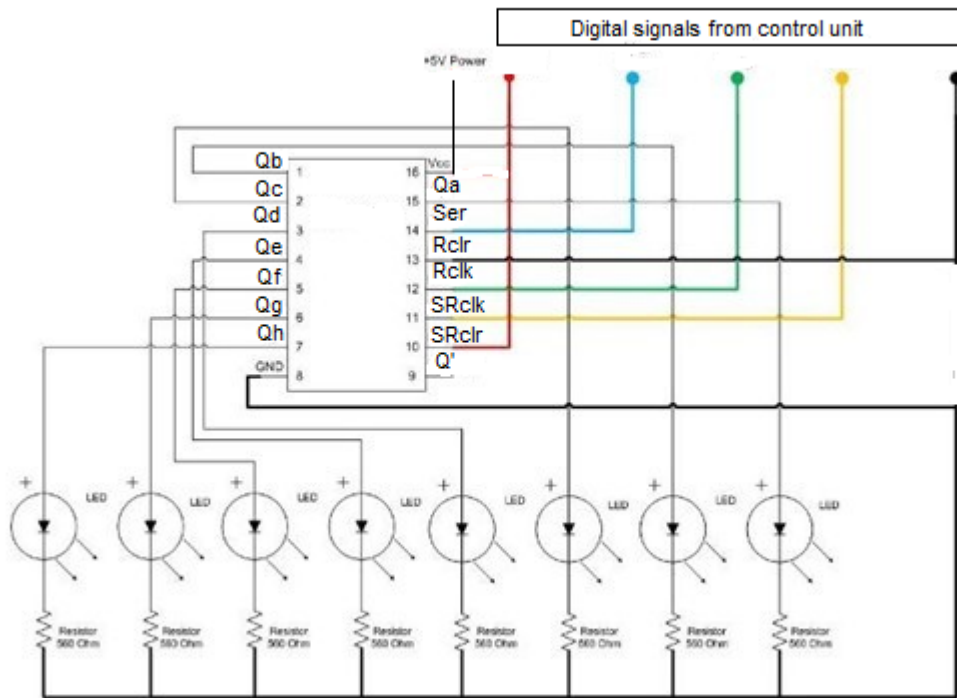 Digital signals from control unit
+5V Power
Qb
1
16
Vcc
Qc
2
15
Qa
Qd
3
14
Ser
Qe
4
13
Rclr
Qf
5
12
Rclk
Qg
6
11
SRclk
Qh
7
10
SRclr
GND
8
9
Q'
+
LED
+
LED
+
LED
+
LED
+
LED
+
LED
+
LED
+
LED
Resistor
560 Ohm
Resistor
560 Ohm
Resistor
560 Ohm
Resistor
560 Ohm
Resistor
560 Ohm
Resistor
560 Ohm
Resistor
560 Ohm
Resistor
560 Ohm